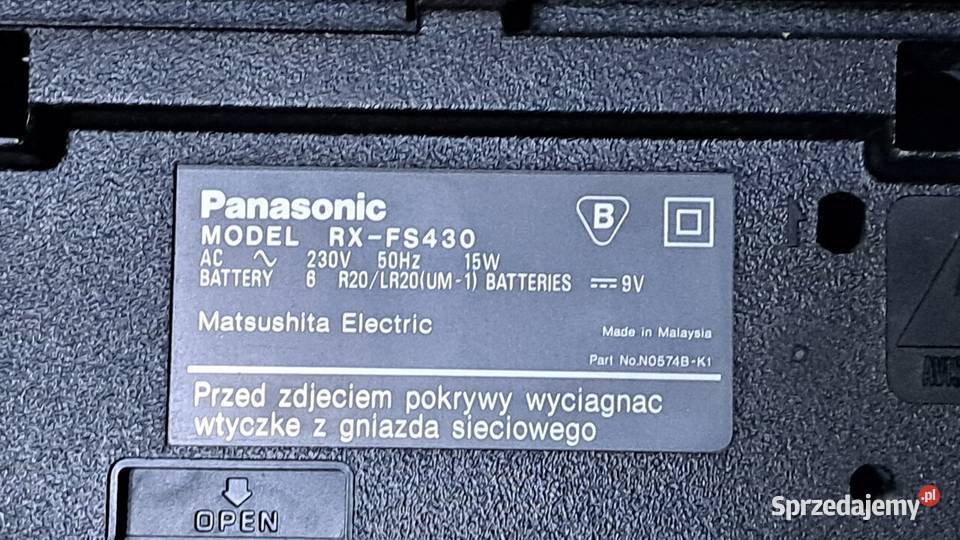 Panasonic
B
MODEL RX-FS430
AC ∿ 230V 50Hz 15W
BATTERY 6 R20/LR20(UM-1) BATTERIES ⎓ 9V
Matsushita Electric
Made in Malaysia
Part No.N0574B-K1
Przed zdjeciem pokrywy wyciagnac
wtyczke z gniazda sieciowego
OPEN
Sprzedajemy.pl